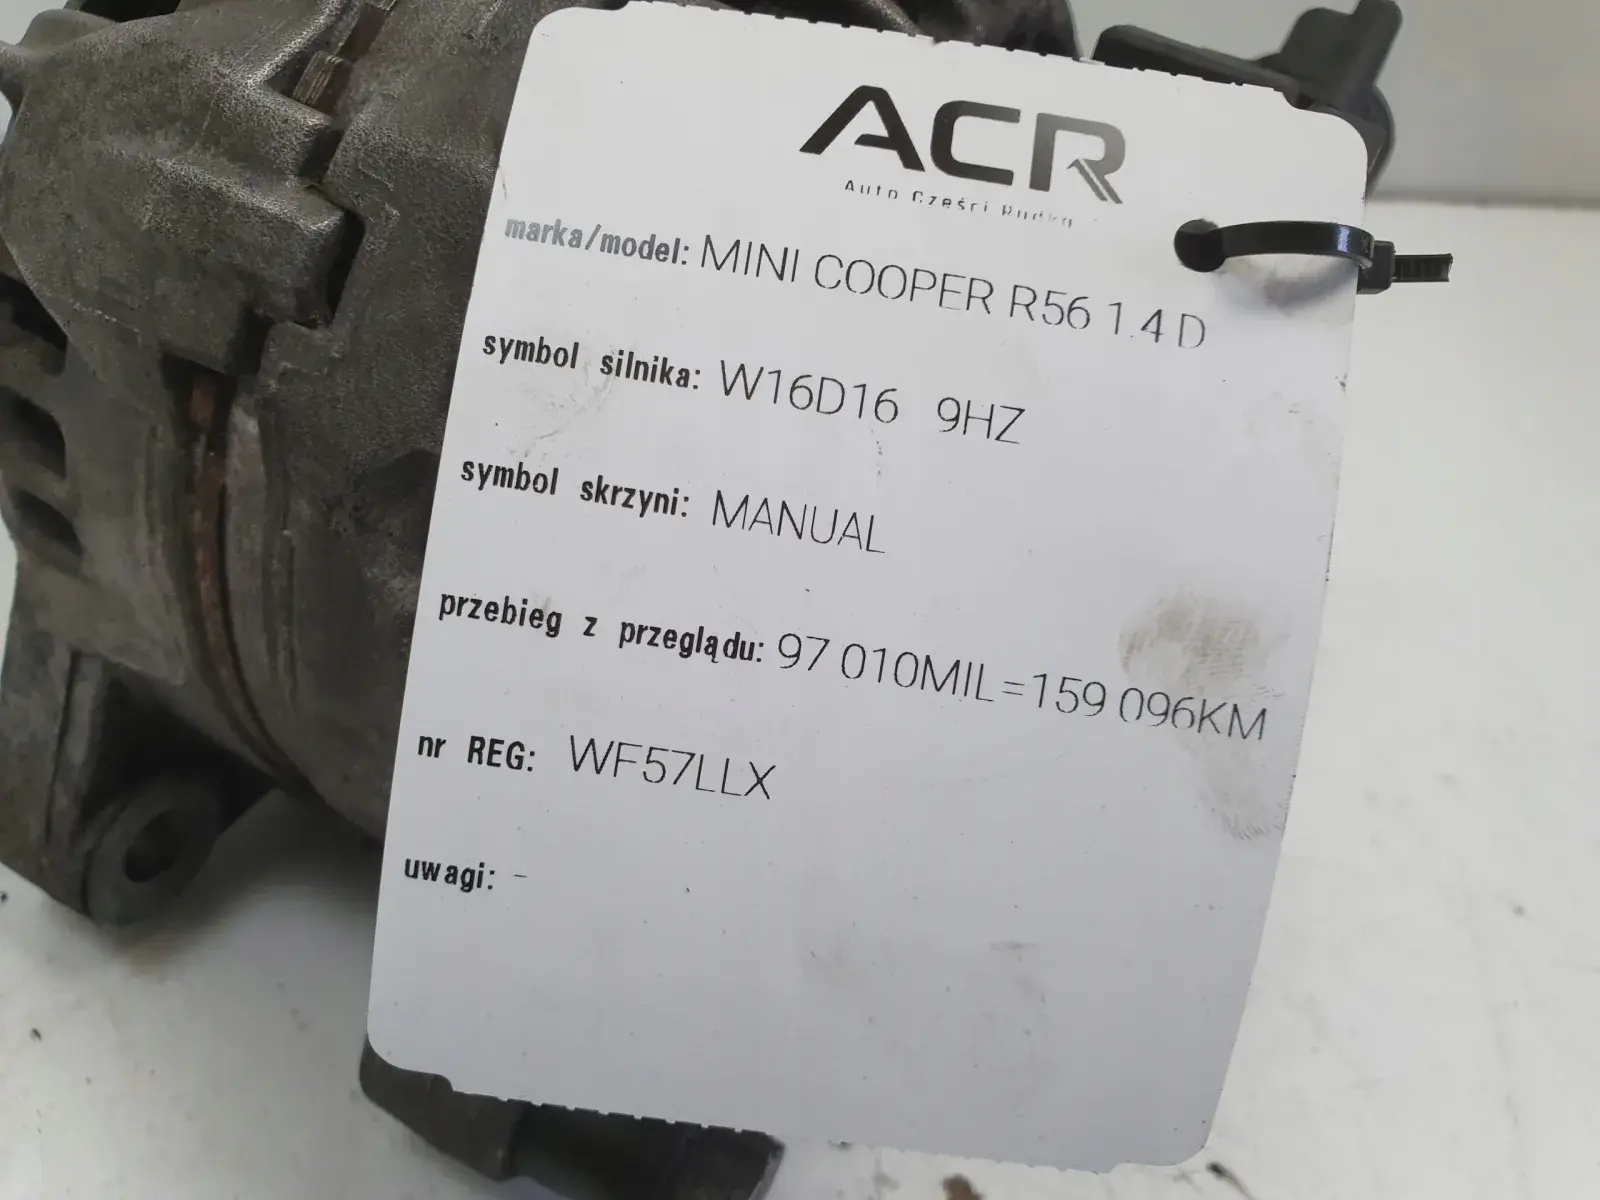 ACR
Auto Części Rudka
marka/model: MINI COOPER R56 1.4 D
symbol silnika: W16D16 9HZ
symbol skrzyni: MANUAL
przebieg z przeglądu: 97 010MIL=159 096KM
nr REG: WF57LLX
uwagi: -